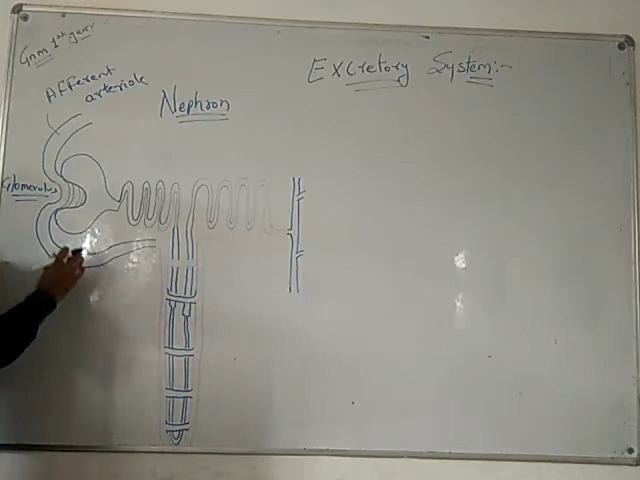 Gnm 1st year
Excretory System:-
Afferent
arteriole
Nephron
Glomerulus